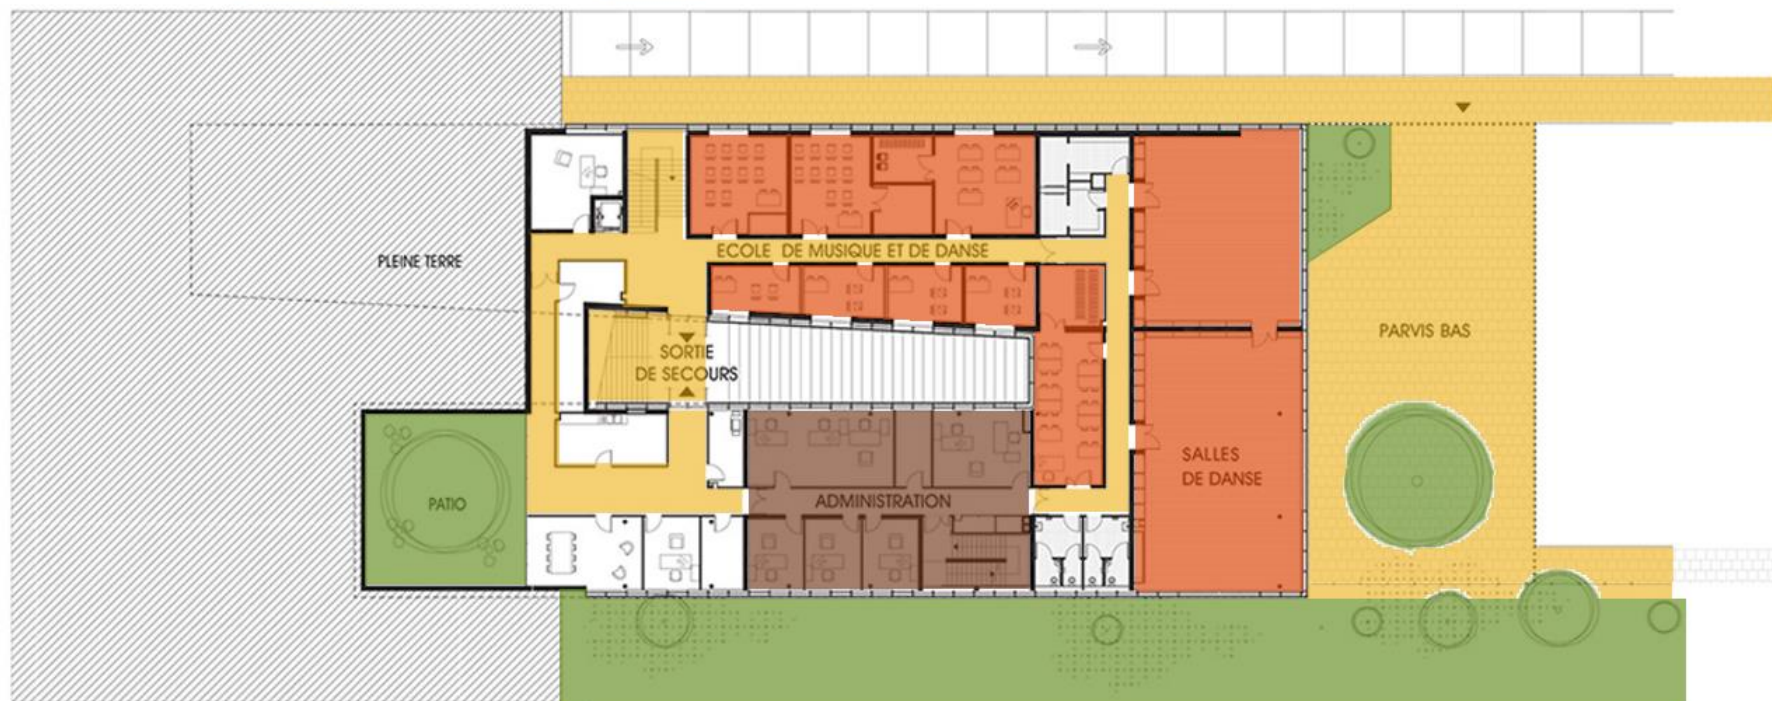 ECOLE DE MUSIQUE ET DE DANSE
PLEINE TERRE
PARVIS BAS
SORTIE
DE SECOURS
SALLES
DE DANSE
PATIO
ADMINISTRATION